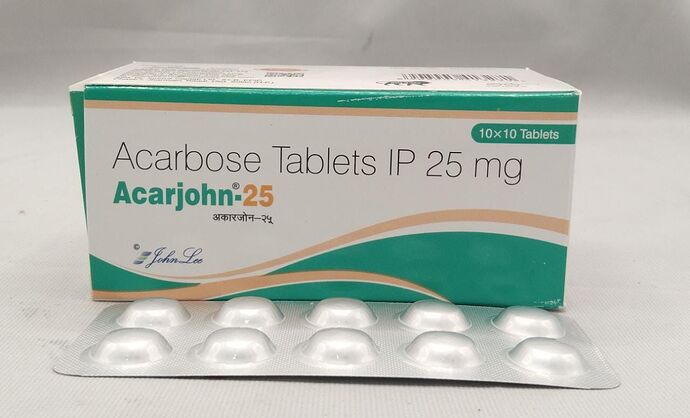 10×10 Tablets
Acarbose Tablets IP 25 mg
Acarjohn®-25
अकारजोन-२५
© John Lee